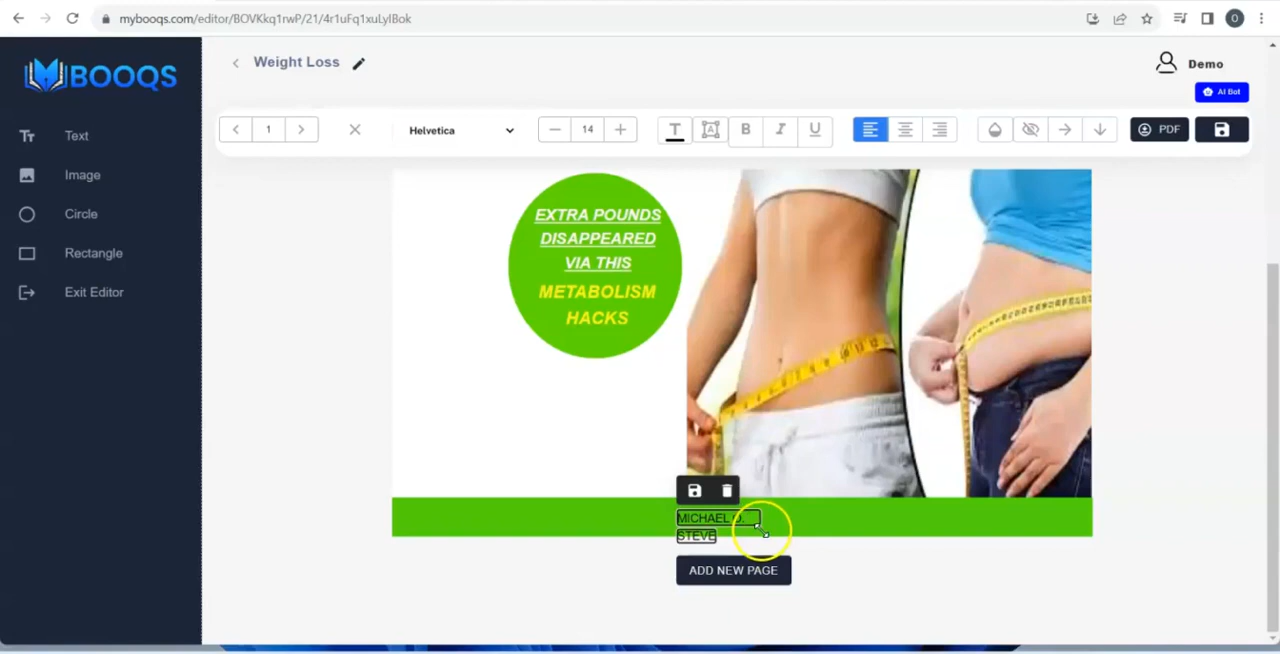 mybooqs.com/editor/BOVKkq1rwP/21/4r1uFq1xuLylBok
BOOQS
Weight Loss
Demo
AI Bot
1
Helvetica
14
T
A
B
I
U
PDF
Text
Image
Circle
Rectangle
Exit Editor
EXTRA POUNDS
DISAPPEARED
VIA THIS
METABOLISM
HACKS
MICHAEL O.
STEVE
ADD NEW PAGE